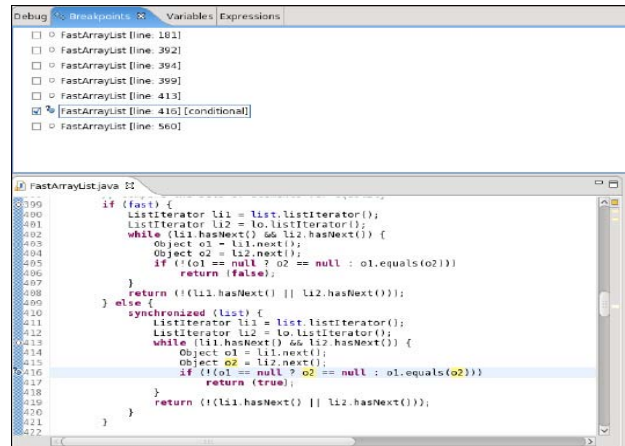 Debug Breakpoints Variables Expressions
FastArrayList [line: 181]
FastArrayList [line: 392]
FastArrayList [line: 394]
FastArrayList [line: 399]
FastArrayList [line: 413]
FastArrayList [line: 416] [conditional]
FastArrayList [line: 560]
FastArrayList.java
399 if (fast) {
400 ListIterator li1 = list.listIterator();
401 ListIterator li2 = lo.listIterator();
402 while (li1.hasNext() && li2.hasNext()) {
403 Object o1 = li1.next();
404 Object o2 = li2.next();
405 if (!(o1 == null ? o2 == null : o1.equals(o2)))
406 return (false);
407 }
408 return (!(li1.hasNext() || li2.hasNext()));
409 } else {
410 synchronized (list) {
411 ListIterator li1 = list.listIterator();
412 ListIterator li2 = lo.listIterator();
413 while (li1.hasNext() && li2.hasNext()) {
414 Object o1 = li1.next();
415 Object o2 = li2.next();
416 if (!(o1 == null ? o2 == null : o1.equals(o2)))
417 return (true);
418 }
419 return (!(li1.hasNext() || li2.hasNext()));
420 }
421 }
422